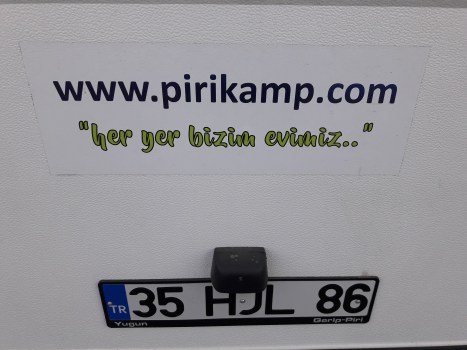 www.pirikamp.com
"her yer bizim evimiz.."
TR 35 HJL 86
Yugun Garip-Piri